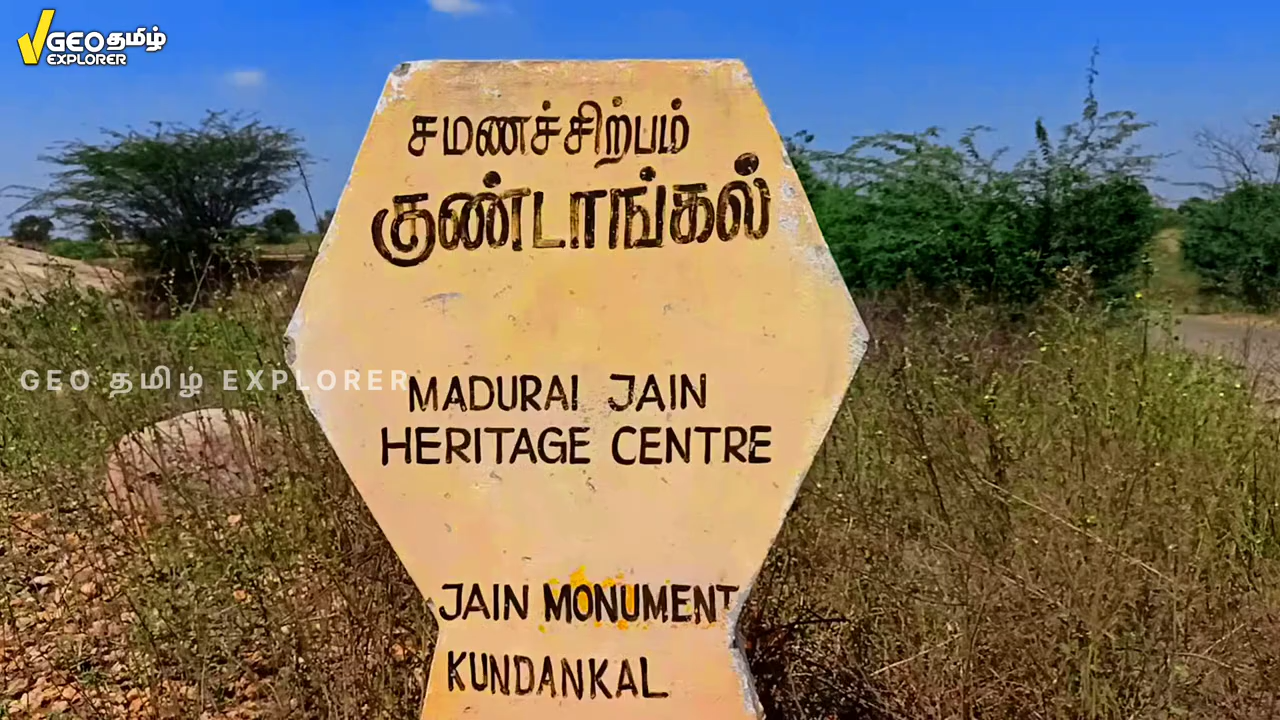 GEO தமிழ்
EXPLORER
சமணச்சிற்பம்
குண்டாங்கல்
GEO தமிழ் EXPLORER
MADURAI JAIN
HERITAGE CENTRE
JAIN MONUMENT
KUNDANKAL